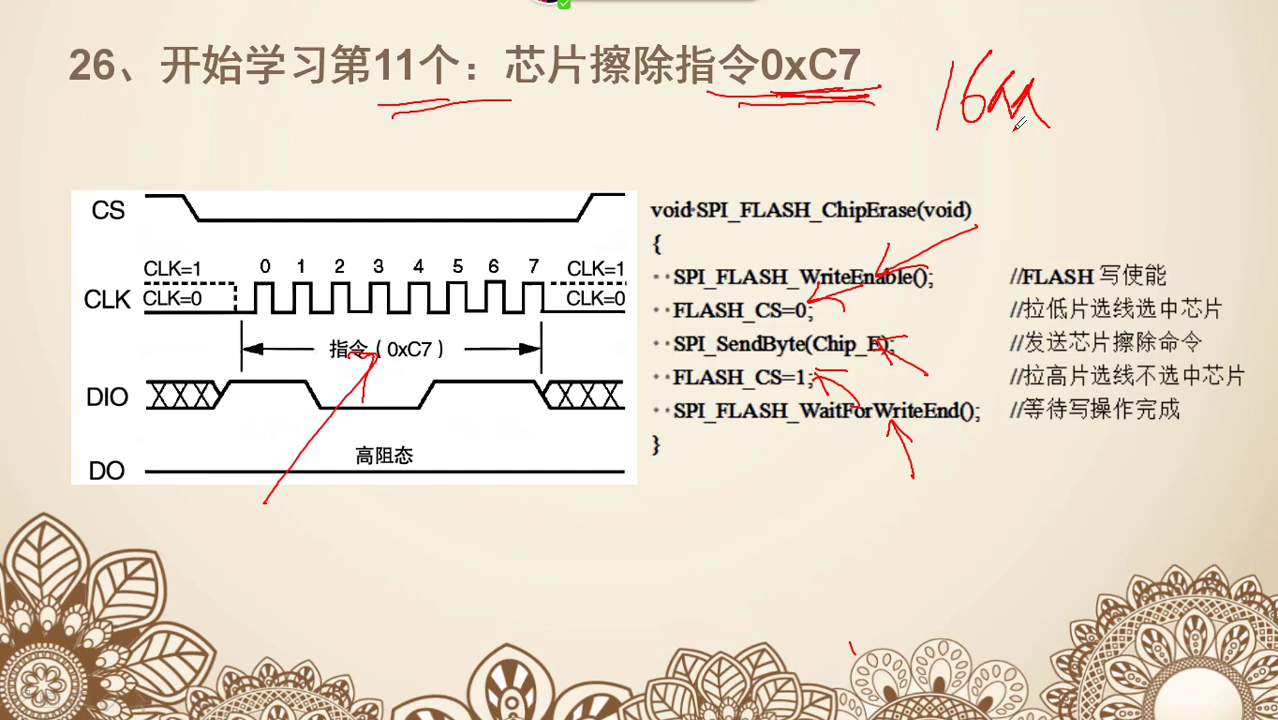 26、开始学习第11个：芯片擦除指令0xC7
16M
CS
CLK=1 0 1 2 3 4 5 6 7 CLK=1
CLK
CLK=0 CLK=0
指令（0xC7）
DIO
高阻态
DO
void SPI_FLASH_ChipErase(void)
{
SPI_FLASH_WriteEnable(); //FLASH 写使能
FLASH_CS=0; //拉低片选线选中芯片
SPI_SendByte(Chip_E); //发送芯片擦除命令
FLASH_CS=1; //拉高片选线不选中芯片
SPI_FLASH_WaitForWriteEnd(); //等待写操作完成
}